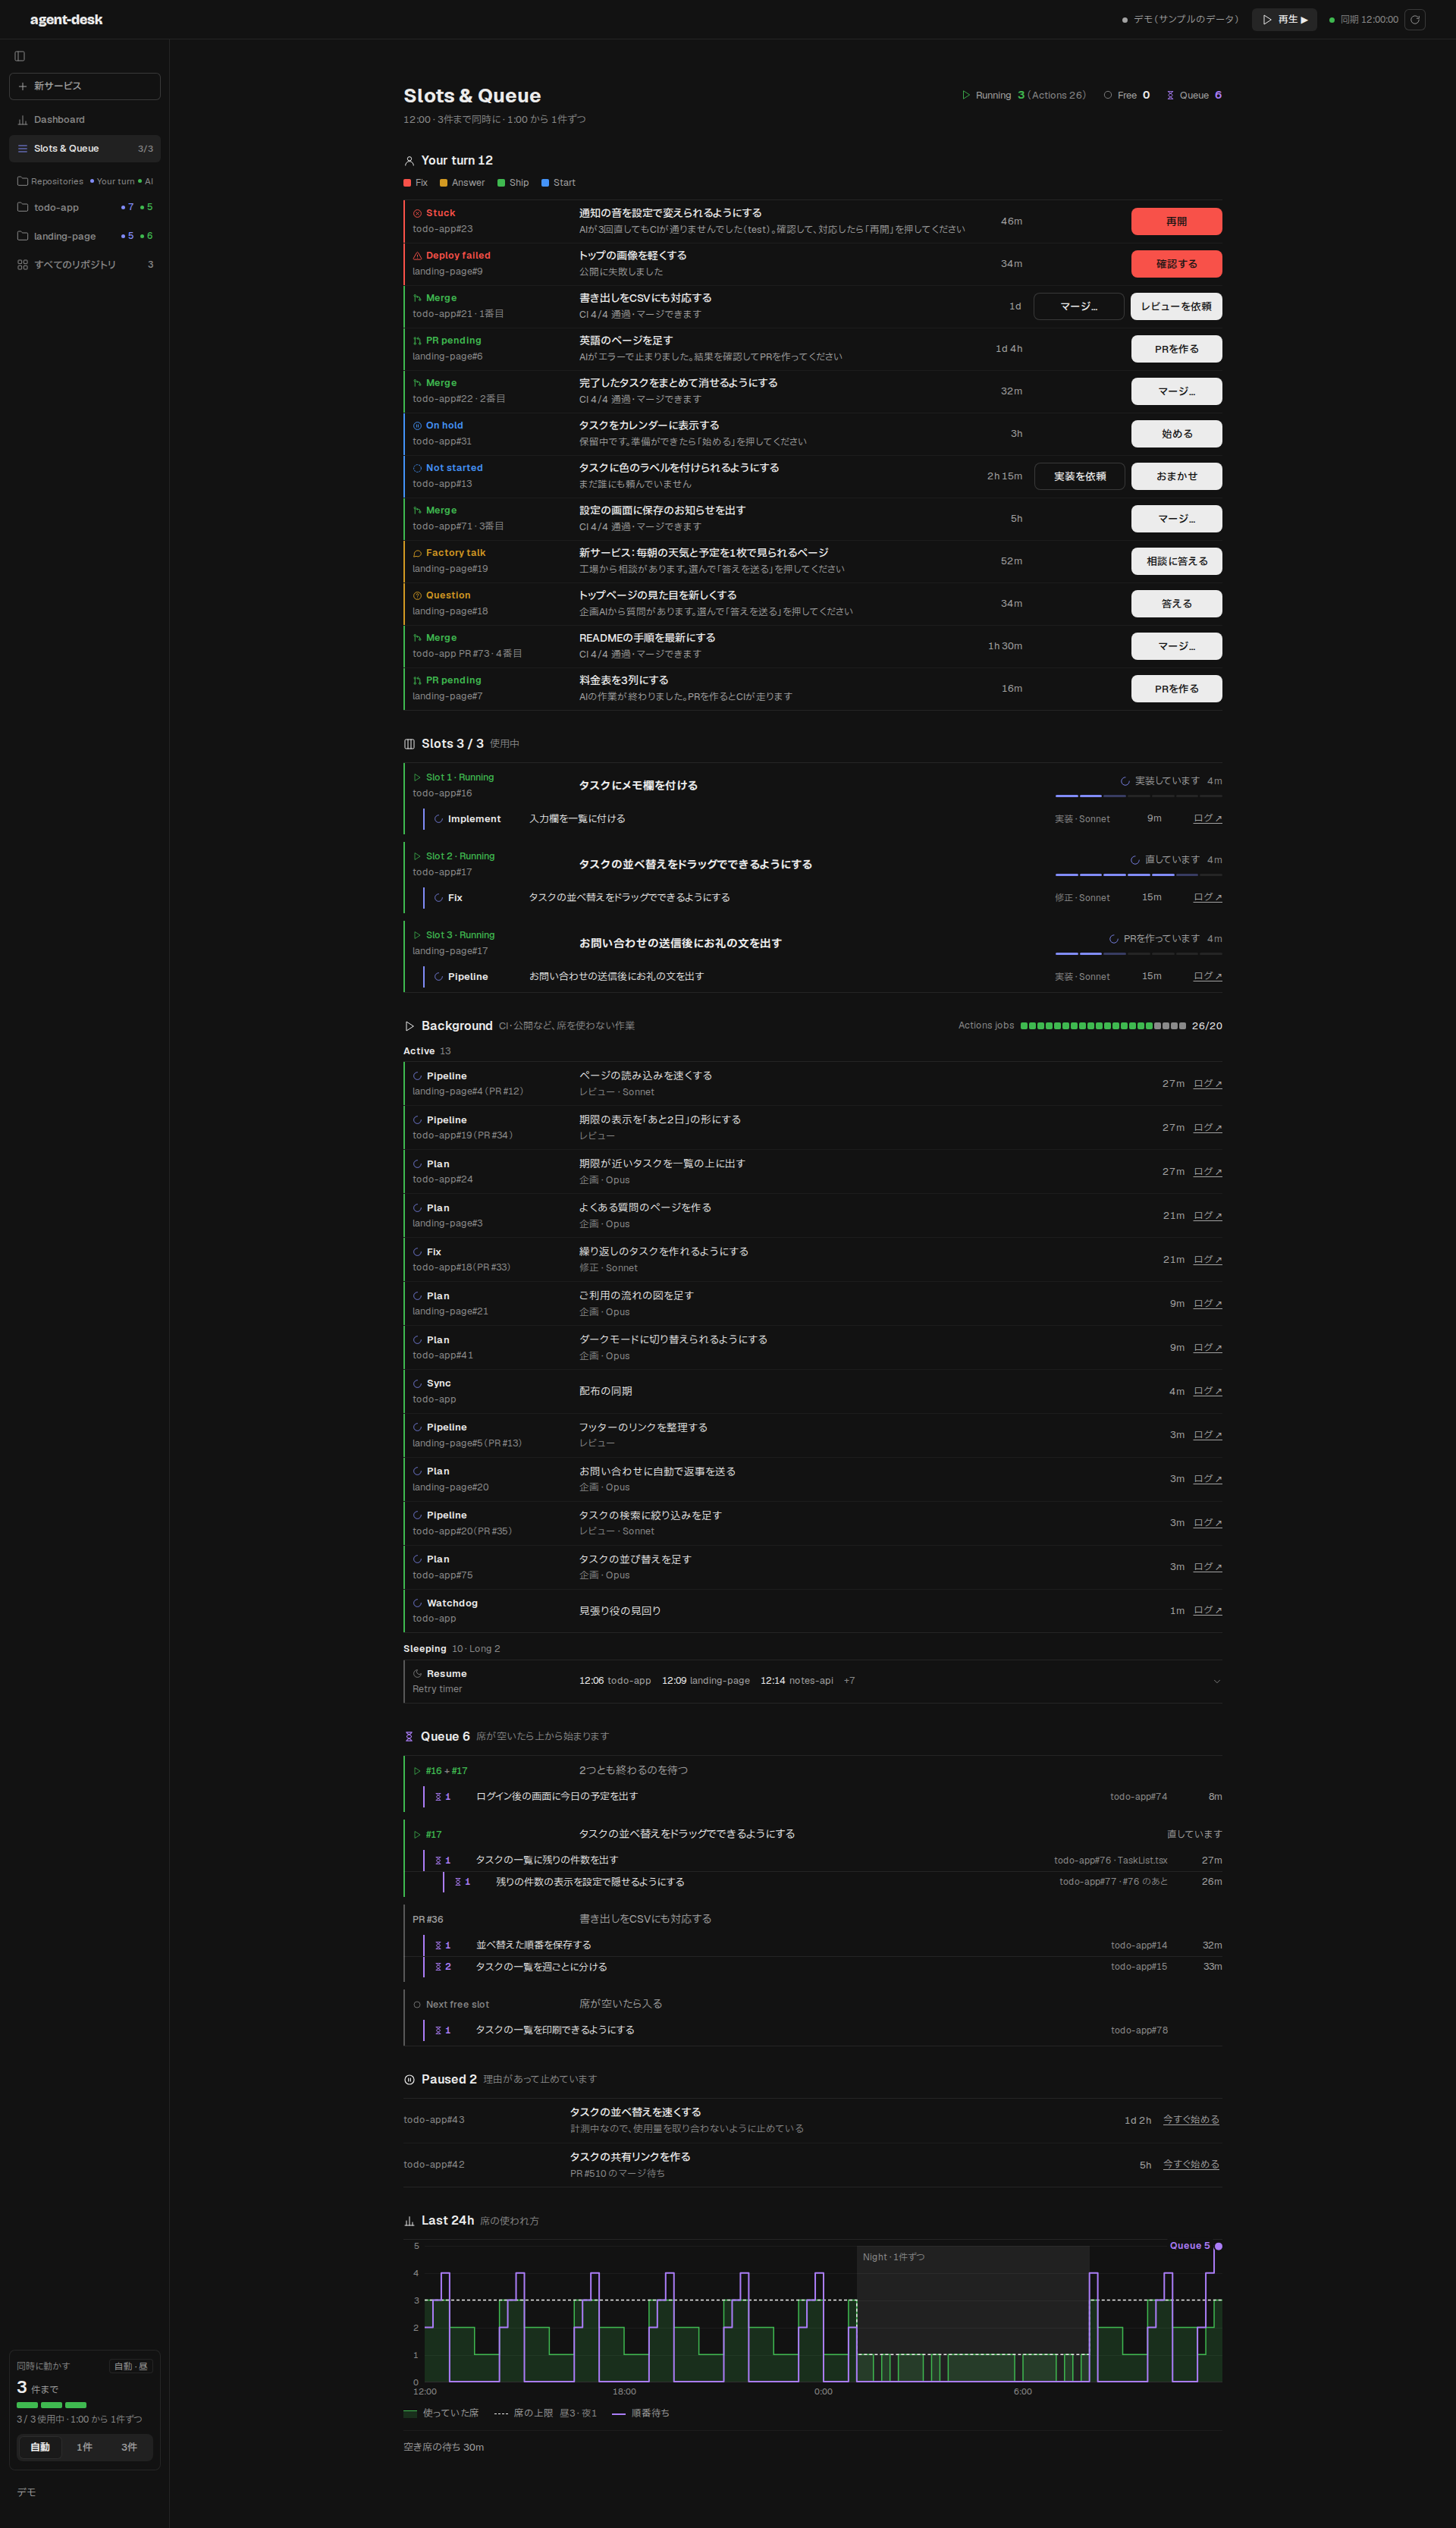 agent-desk
デモ(サンプルのデータ)
再生 ▶
同期 12:00:00
新サービス
Dashboard
Slots & Queue 3/3
Repositories Your turn AI
todo-app 7 5
landing-page 5 6
すべてのリポジトリ 3
Slots & Queue
Running 3 (Actions 26) Free 0 Queue 6
12:00 · 3件まで同時に · 1:00 から 1件ずつ
Your turn 12
Fix Answer Ship Start
Stuck
todo-app#23
通知の音を設定で変えられるようにする
AIが3回直してもCIが通りませんでした(test)。確認して、対応したら「再開」を押してください
46m
再開
Deploy failed
landing-page#9
トップの画像を軽くする
公開に失敗しました
34m
確認する
Merge
todo-app#21 · 1番目
書き出しをCSVにも対応する
CI 4/4 通過・マージできます
1d
マージ…
レビューを依頼
PR pending
landing-page#6
英語のページを足す
AIがエラーで止まりました。結果を確認してPRを作ってください
1d 4h
PRを作る
Merge
todo-app#22 · 2番目
完了したタスクをまとめて消せるようにする
CI 4/4 通過・マージできます
32m
マージ…
On hold
todo-app#31
タスクをカレンダーに表示する
保留中です。準備ができたら「始める」を押してください
3h
始める
Not started
todo-app#13
タスクに色のラベルを付けられるようにする
まだ誰にも頼んでいません
2h 15m
実装を依頼
おまかせ
Merge
todo-app#71 · 3番目
設定の画面に保存のお知らせを出す
CI 4/4 通過・マージできます
5h
マージ…
Factory talk
landing-page#19
新サービス:毎朝の天気と予定を1枚で見られるページ
工場から相談があります。選んで「答えを送る」を押してください
52m
相談に答える
Question
landing-page#18
トップページの見た目を新しくする
企画AIから質問があります。選んで「答えを送る」を押してください
34m
答える
Merge
todo-app PR #73 · 4番目
READMEの手順を最新にする
CI 4/4 通過・マージできます
1h 30m
マージ…
PR pending
landing-page#7
料金表を3列にする
AIの作業が終わりました。PRを作るとCIが走ります
16m
PRを作る
Slots 3 / 3 使用中
Slot 1 · Running
todo-app#16
タスクにメモ欄を付ける
実装しています 4m
Implement 入力欄を一覧に付ける 実装 · Sonnet 9m ログ ↗
Slot 2 · Running
todo-app#17
タスクの並べ替えをドラッグでできるようにする
直しています 4m
Fix タスクの並べ替えをドラッグでできるようにする 修正 · Sonnet 15m ログ ↗
Slot 3 · Running
landing-page#17
お問い合わせの送信後にお礼の文を出す
PRを作っています 4m
Pipeline お問い合わせの送信後にお礼の文を出す 実装 · Sonnet 15m ログ ↗
Background CI・公開など、席を使わない作業
Actions jobs 26/20
Active 13
Pipeline
landing-page#4 (PR #12)
ページの読み込みを速くする
レビュー · Sonnet
27m ログ ↗
Pipeline
todo-app#19 (PR #34)
期限の表示を「あと2日」の形にする
レビュー
27m ログ ↗
Plan
todo-app#24
期限が近いタスクを一覧の上に出す
企画 · Opus
27m ログ ↗
Plan
landing-page#3
よくある質問のページを作る
企画 · Opus
21m ログ ↗
Fix
todo-app#18 (PR #33)
繰り返しのタスクを作れるようにする
修正 · Sonnet
21m ログ ↗
Plan
landing-page#21
ご利用の流れの図を足す
企画 · Opus
9m ログ ↗
Plan
todo-app#41
ダークモードに切り替えられるようにする
企画 · Opus
9m ログ ↗
Sync
todo-app
配布の同期
4m ログ ↗
Pipeline
landing-page#5 (PR #13)
フッターのリンクを整理する
レビュー
3m ログ ↗
Plan
landing-page#20
お問い合わせに自動で返事を送る
企画 · Opus
3m ログ ↗
Pipeline
todo-app#20 (PR #35)
タスクの検索に絞り込みを足す
レビュー · Sonnet
3m ログ ↗
Plan
todo-app#75
タスクの並び替えを足す
企画 · Opus
3m ログ ↗
Watchdog
todo-app
見張り役の見回り
1m ログ ↗
Sleeping 10 · Long 2
Resume
Retry timer
12:06 todo-app 12:09 landing-page 12:14 notes-api +7
Queue 6 席が空いたら上から始まります
#16 + #17 2つとも終わるのを待つ
1 ログイン後の画面に今日の予定を出す todo-app#74 8m
#17 タスクの並べ替えをドラッグでできるようにする 直しています
1 タスクの一覧に残りの件数を出す todo-app#76 · TaskList.tsx 27m
1 残りの件数の表示を設定で隠せるようにする todo-app#77 · #76 のあと 26m
PR #36 書き出しをCSVにも対応する
1 並べ替えた順番を保存する todo-app#14 32m
2 タスクの一覧を週ごとに分ける todo-app#15 33m
Next free slot 席が空いたら入る
1 タスクの一覧を印刷できるようにする todo-app#78
Paused 2 理由があって止めています
todo-app#43
タスクの並べ替えを速くする
計測中なので、使用量を取り合わないように止めている
1d 2h 今すぐ始める
todo-app#42
タスクの共有リンクを作る
PR #510 のマージ待ち
5h 今すぐ始める
Last 24h 席の使われ方
Queue 5
Night · 1件ずつ
5
4
3
2
1
0
12:00 18:00 0:00 6:00
使っていた席 席の上限 昼3・夜1 順番待ち
空き席の待ち 30m
同時に動かす 自動 · 昼
3 件まで
3 / 3 使用中 · 1:00 から 1件ずつ
自動 1件 3件
デモ